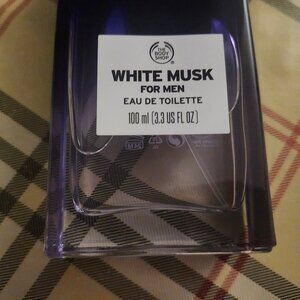 THE
BODY
SHOP
WHITE MUSK
FOR MEN
EAU DE TOILETTE
100 ml (3.3 US FL OZ)